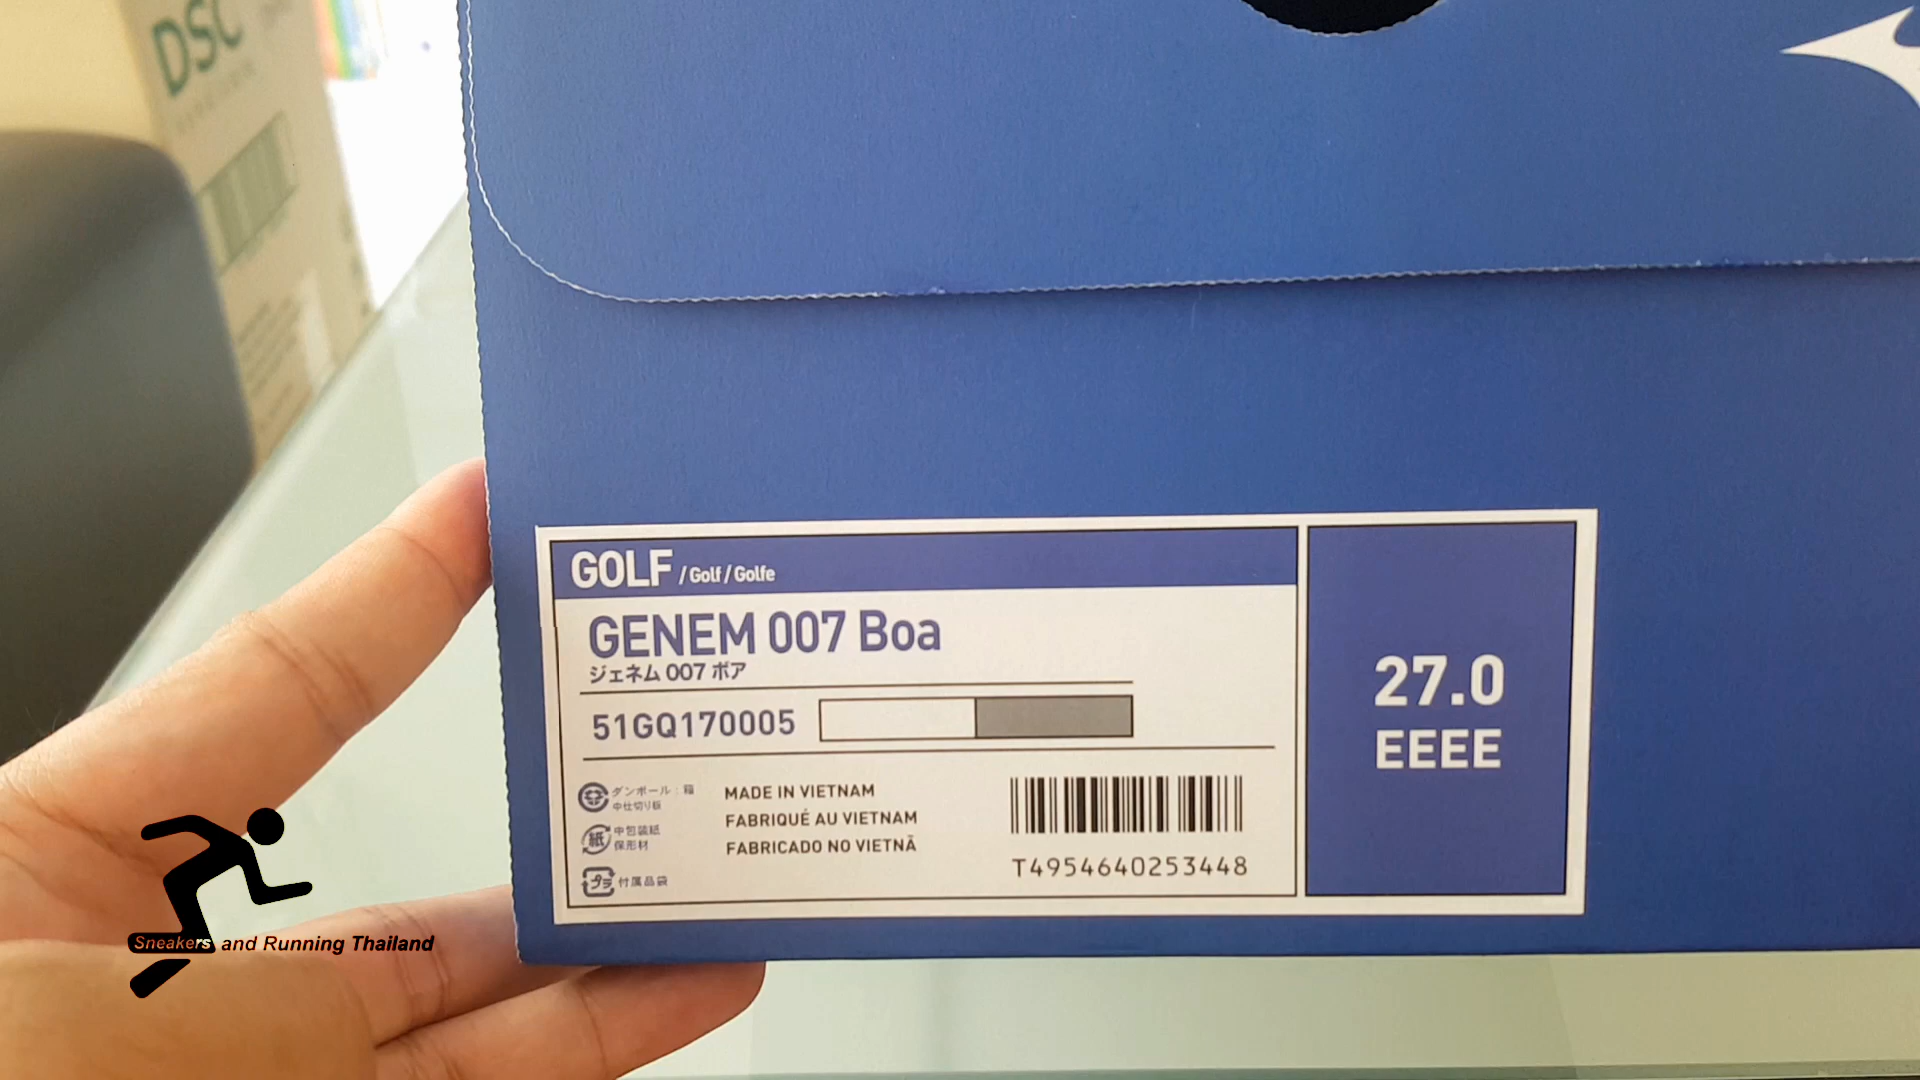 DSC
GOLF / Golf / Golfe
GENEM 007 Boa
ジェネム 007 ボア
51GQ170005
27.0
EEEE
ダンボール : 箱
中仕切り板
紙 中包装紙
保形材
プラ 付属品袋
MADE IN VIETNAM
FABRIQUÉ AU VIETNAM
FABRICADO NO VIETNÃ
T4954640253448
Sneakers and Running Thailand